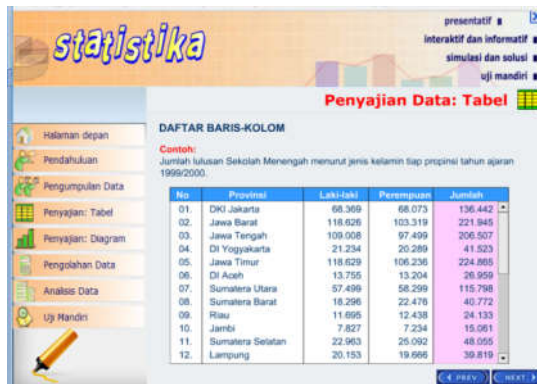 statistika
presentatif
interaktif dan informatif
simulasi dan solusi
uji mandiri
Penyajian Data: Tabel
Halaman depan
Pendahuluan
Pengumpulan Data
Penyajian: Tabel
Penyajian: Diagram
Pengolahan Data
Analisis Data
Uji Mandiri
DAFTAR BARIS-KOLOM
Contoh:
Jumlah lulusan Sekolah Menengah menurut jenis kelamin tiap propinsi tahun ajaran
1999/2000.
No Provinsi Laki-laki Perempuan Jumlah
01. DKI Jakarta 68.369 68.073 136.442
02. Jawa Barat 118.626 103.319 221.945
03. Jawa Tengah 109.008 97.499 206.507
04. DI Yogyakarta 21.234 20.289 41.523
05. Jawa Timur 118.629 106.236 224.865
06. DI Aceh 13.755 13.204 26.959
07. Sumatera Utara 57.499 58.299 115.798
08. Sumatera Barat 18.296 22.476 40.772
09. Riau 11.695 12.438 24.133
10. Jambi 7.827 7.234 15.061
11. Sumatera Selatan 22.963 25.092 48.055
12. Lampung 20.153 19.666 39.819
PREV NEXT